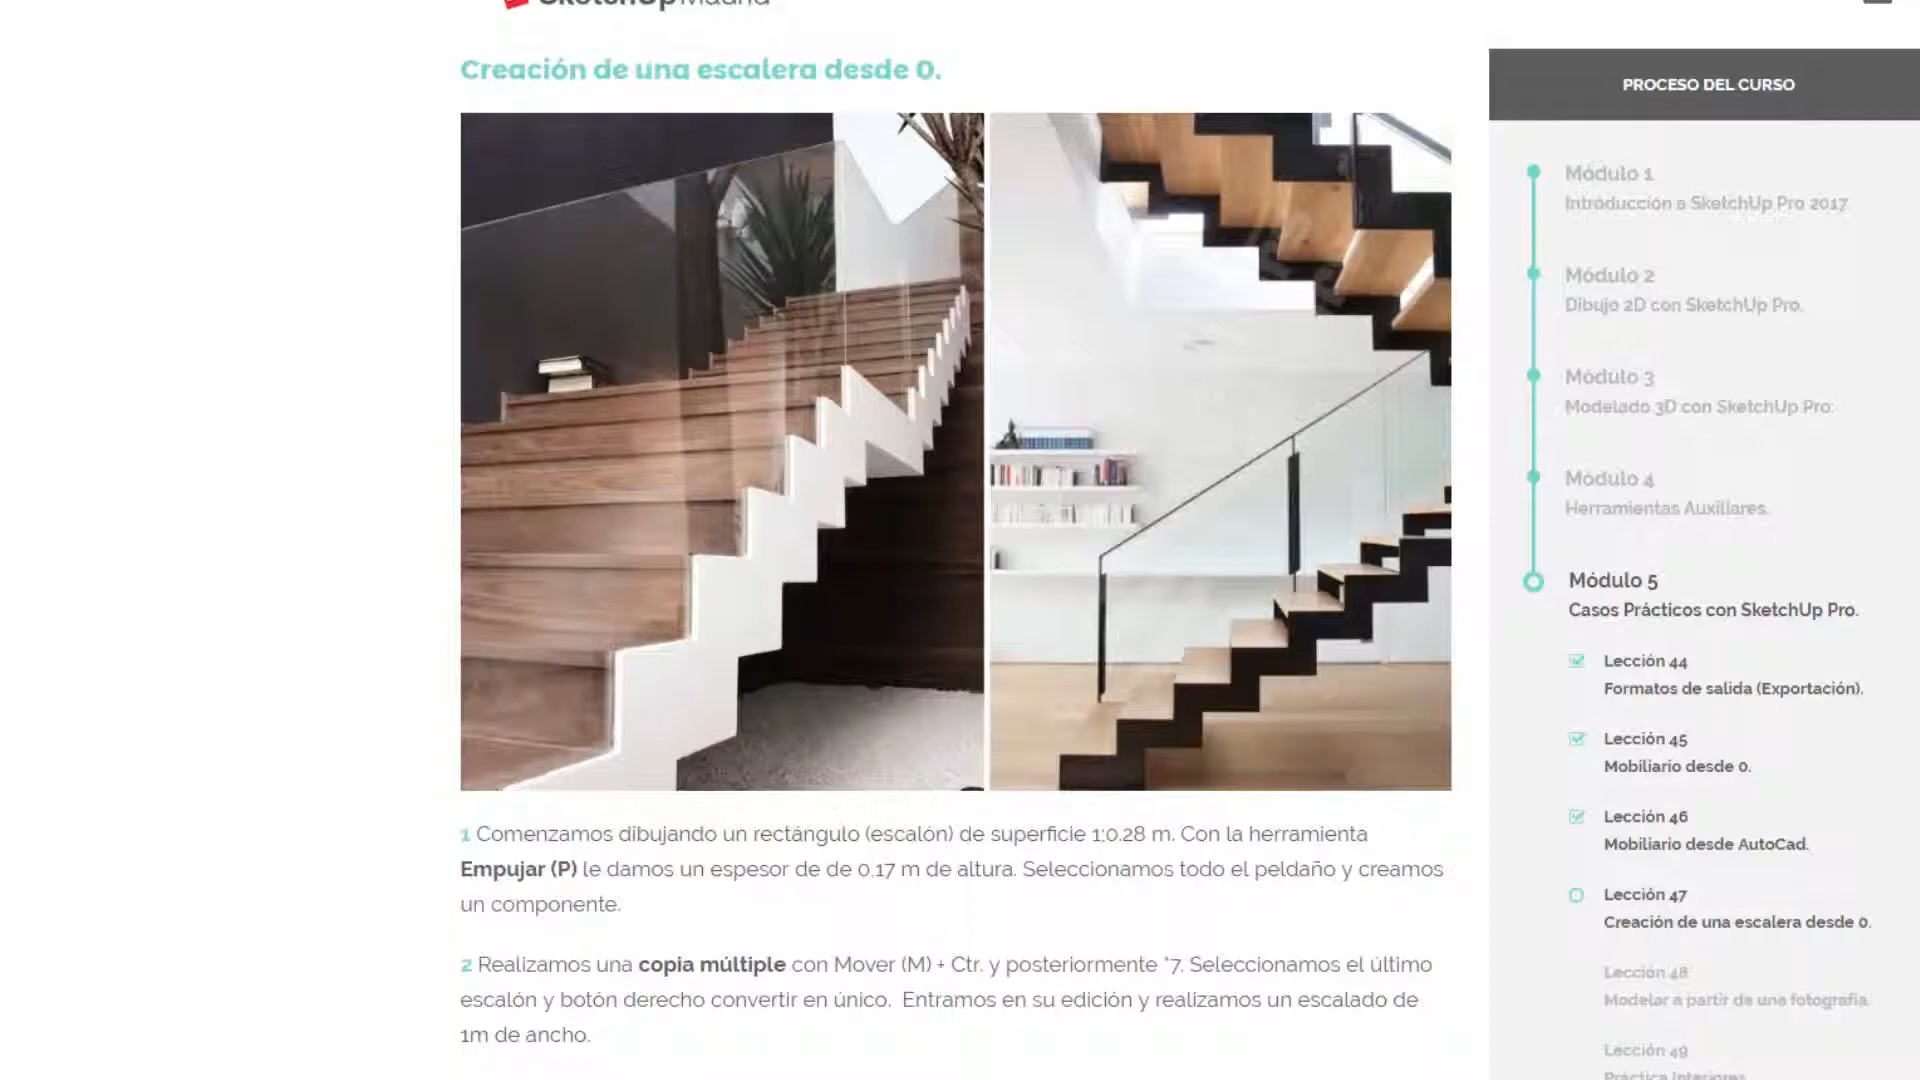 SketchUpMadrid
Creación de una escalera desde 0.
1 Comenzamos dibujando un rectángulo (escalón) de superficie 1;0.28 m. Con la herramienta
Empujar (P) le damos un espesor de de 0,17 m de altura. Seleccionamos todo el peldaño y creamos
un componente.
2 Realizamos una copia múltiple con Mover (M) + Ctr. y posteriormente *7. Seleccionamos el último
escalón y botón derecho convertir en único. Entramos en su edición y realizamos un escalado de
1m de ancho.
PROCESO DEL CURSO
Módulo 1
Introducción a SketchUp Pro 2017
Módulo 2
Dibujo 2D con SketchUp Pro.
Módulo 3
Modelado 3D con SketchUp Pro.
Módulo 4
Herramientas Auxiliares.
Módulo 5
Casos Prácticos con SketchUp Pro.
Lección 44
Formatos de salida (Exportación).
Lección 45
Mobiliario desde 0.
Lección 46
Mobiliario desde AutoCad.
Lección 47
Creación de una escalera desde 0.
Lección 48
Modelar a partir de una fotografía.
Lección 49
Práctica Interiores